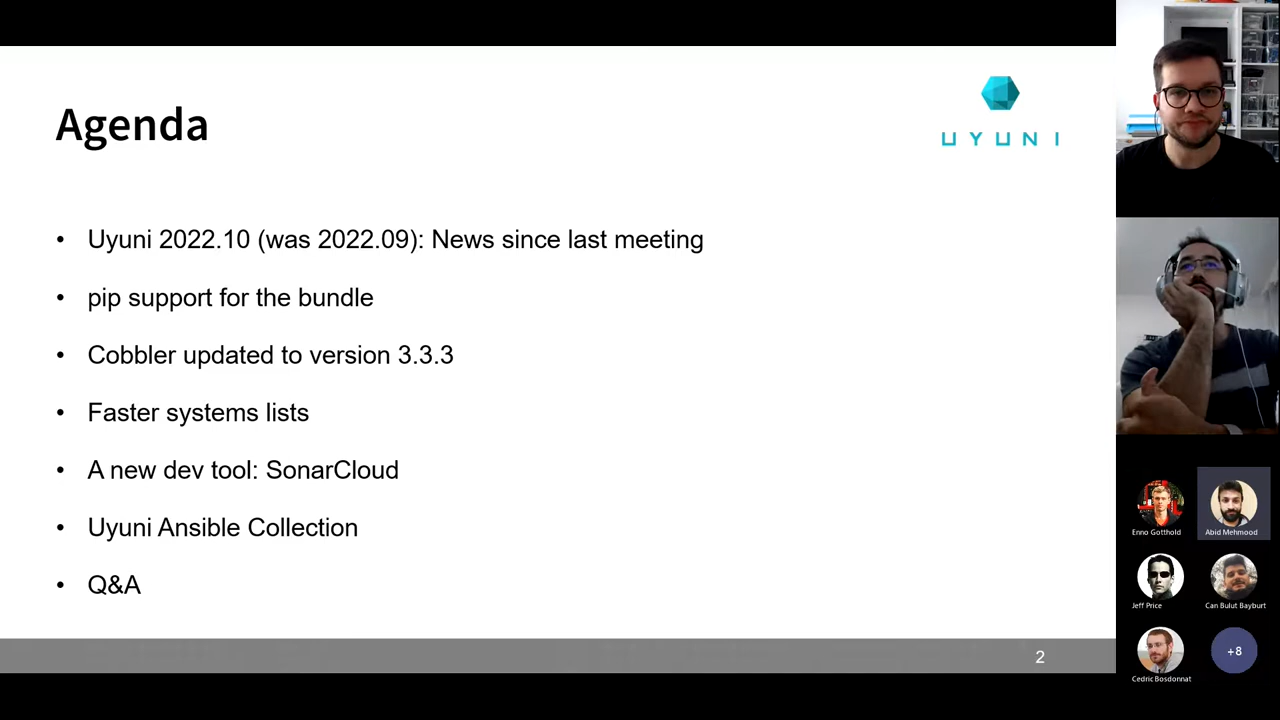 Agenda
UYUNI
• Uyuni 2022.10 (was 2022.09): News since last meeting
• pip support for the bundle
• Cobbler updated to version 3.3.3
• Faster systems lists
• A new dev tool: SonarCloud
• Uyuni Ansible Collection
• Q&A
2
Enno Gotthold
Abid Mehmood
Jeff Price
Can Bulut Bayburt
Cedric Bosdonnat
+8